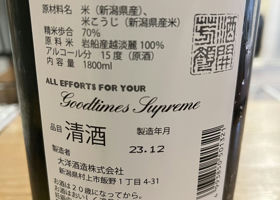 原材料名 米(新潟県産)、
米こうじ(新潟県産米)
精米歩合 70%
原料米 岩船産越淡麗100%
アルコール分 15度(原酒)
内容量 1800ml
ALL EFFORTS FOR YOUR
Goodtimes Supreme
品目 清酒
製造年月
23.12
製造者
大洋酒造株式会社
新潟県村上市飯野1丁目4-31
お酒は20歳になってから。